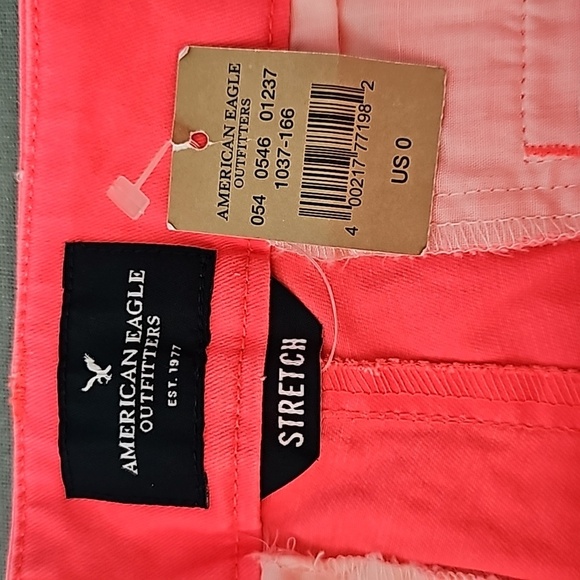 AMERICAN EAGLE
OUTFITTERS
054 0546 01237
1037-166
4 00217 77198 2
US 0
AMERICAN EAGLE
OUTFITTERS
EST. 1977
STRETCH